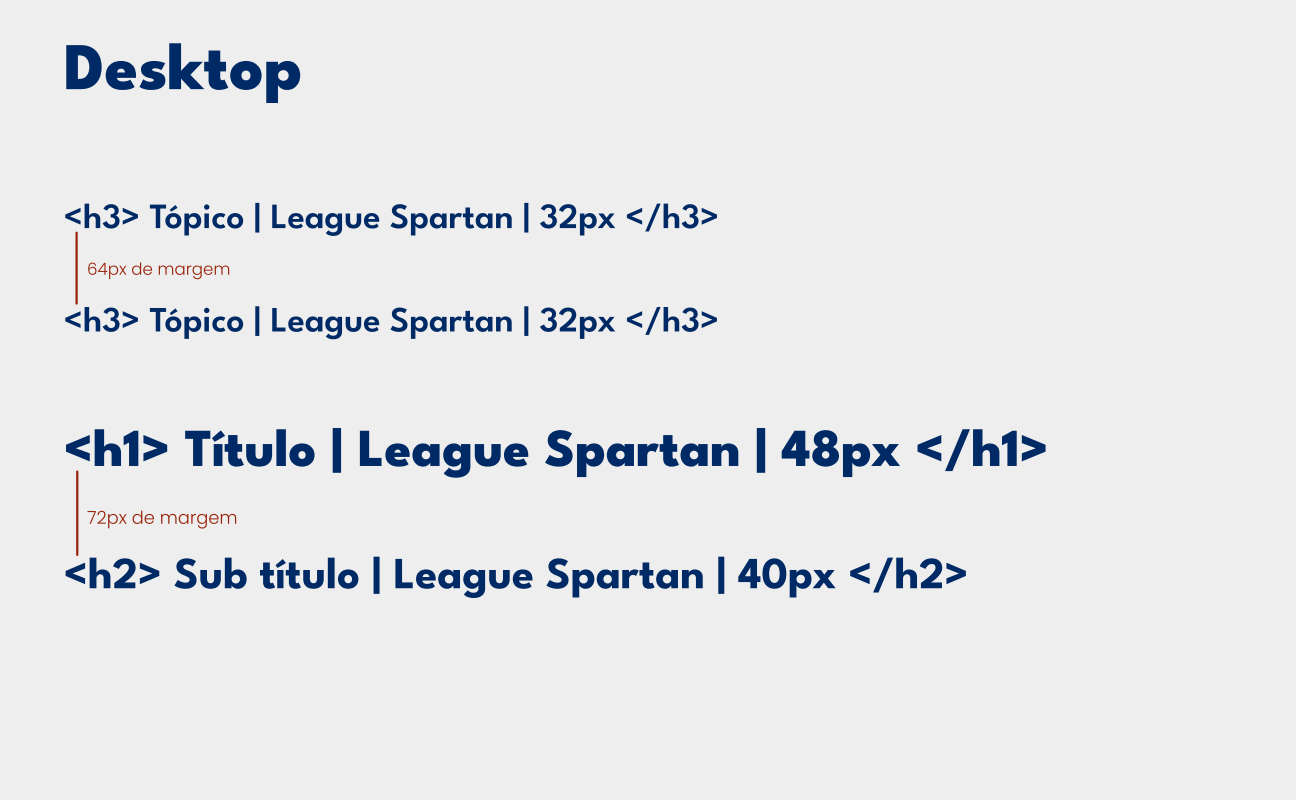 Desktop
<h3> Tópico | League Spartan | 32px </h3>
64px de margem
<h3> Tópico | League Spartan | 32px </h3>
<h1> Título | League Spartan | 48px </h1>
72px de margem
<h2> Sub título | League Spartan | 40px </h2>